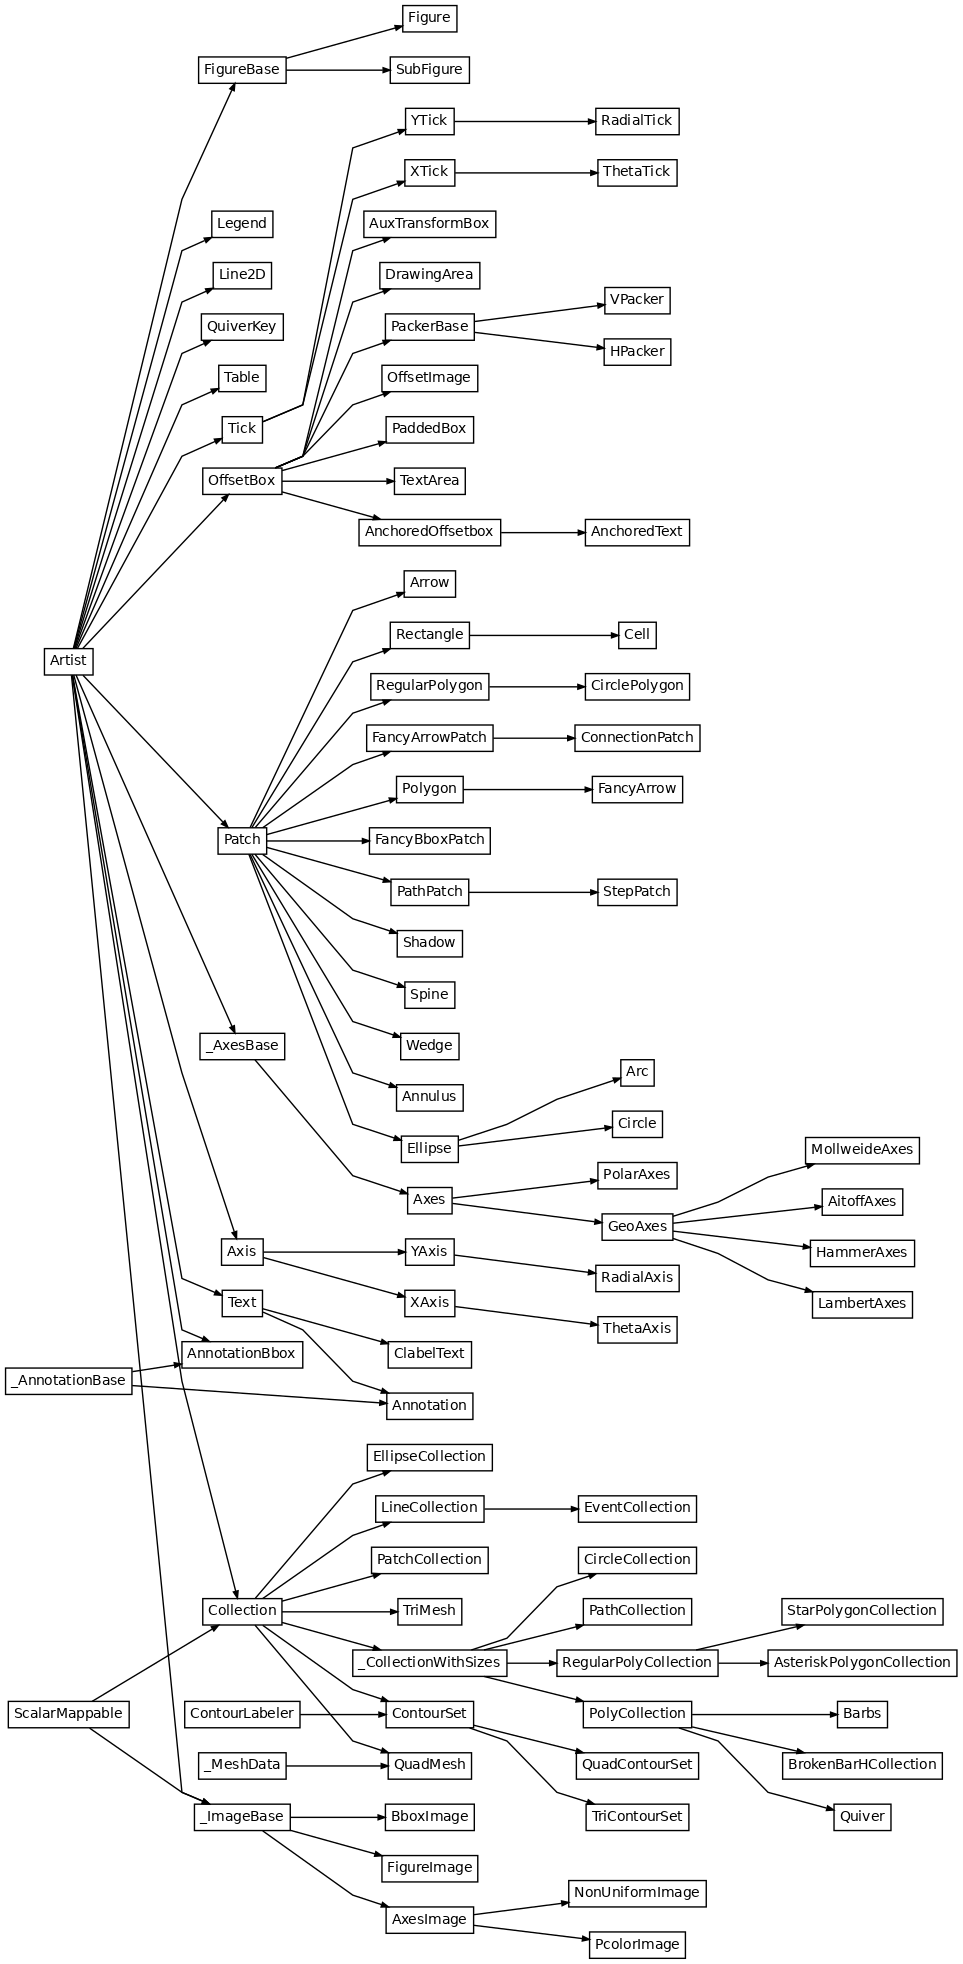 Figure
FigureBase
SubFigure
YTick
RadialTick
XTick
ThetaTick
Legend
AuxTransformBox
Line2D
DrawingArea
VPacker
QuiverKey
PackerBase
HPacker
Table
OffsetImage
Tick
PaddedBox
OffsetBox
TextArea
AnchoredOffsetbox
AnchoredText
Arrow
Rectangle
Cell
Artist
RegularPolygon
CirclePolygon
FancyArrowPatch
ConnectionPatch
Polygon
FancyArrow
Patch
FancyBboxPatch
PathPatch
StepPatch
Shadow
Spine
_AxesBase
Wedge
Arc
Annulus
Circle
Ellipse
MollweideAxes
PolarAxes
Axes
AitoffAxes
GeoAxes
Axis
YAxis
HammerAxes
RadialAxis
Text
XAxis
LambertAxes
ThetaAxis
AnnotationBbox
ClabelText
_AnnotationBase
Annotation
EllipseCollection
LineCollection
EventCollection
PatchCollection
CircleCollection
Collection
TriMesh
PathCollection
StarPolygonCollection
_CollectionWithSizes
RegularPolyCollection
AsteriskPolygonCollection
ScalarMappable
ContourLabeler
ContourSet
PolyCollection
Barbs
_MeshData
QuadMesh
QuadContourSet
BrokenBarHCollection
_ImageBase
BboxImage
TriContourSet
Quiver
FigureImage
NonUniformImage
AxesImage
PcolorImage